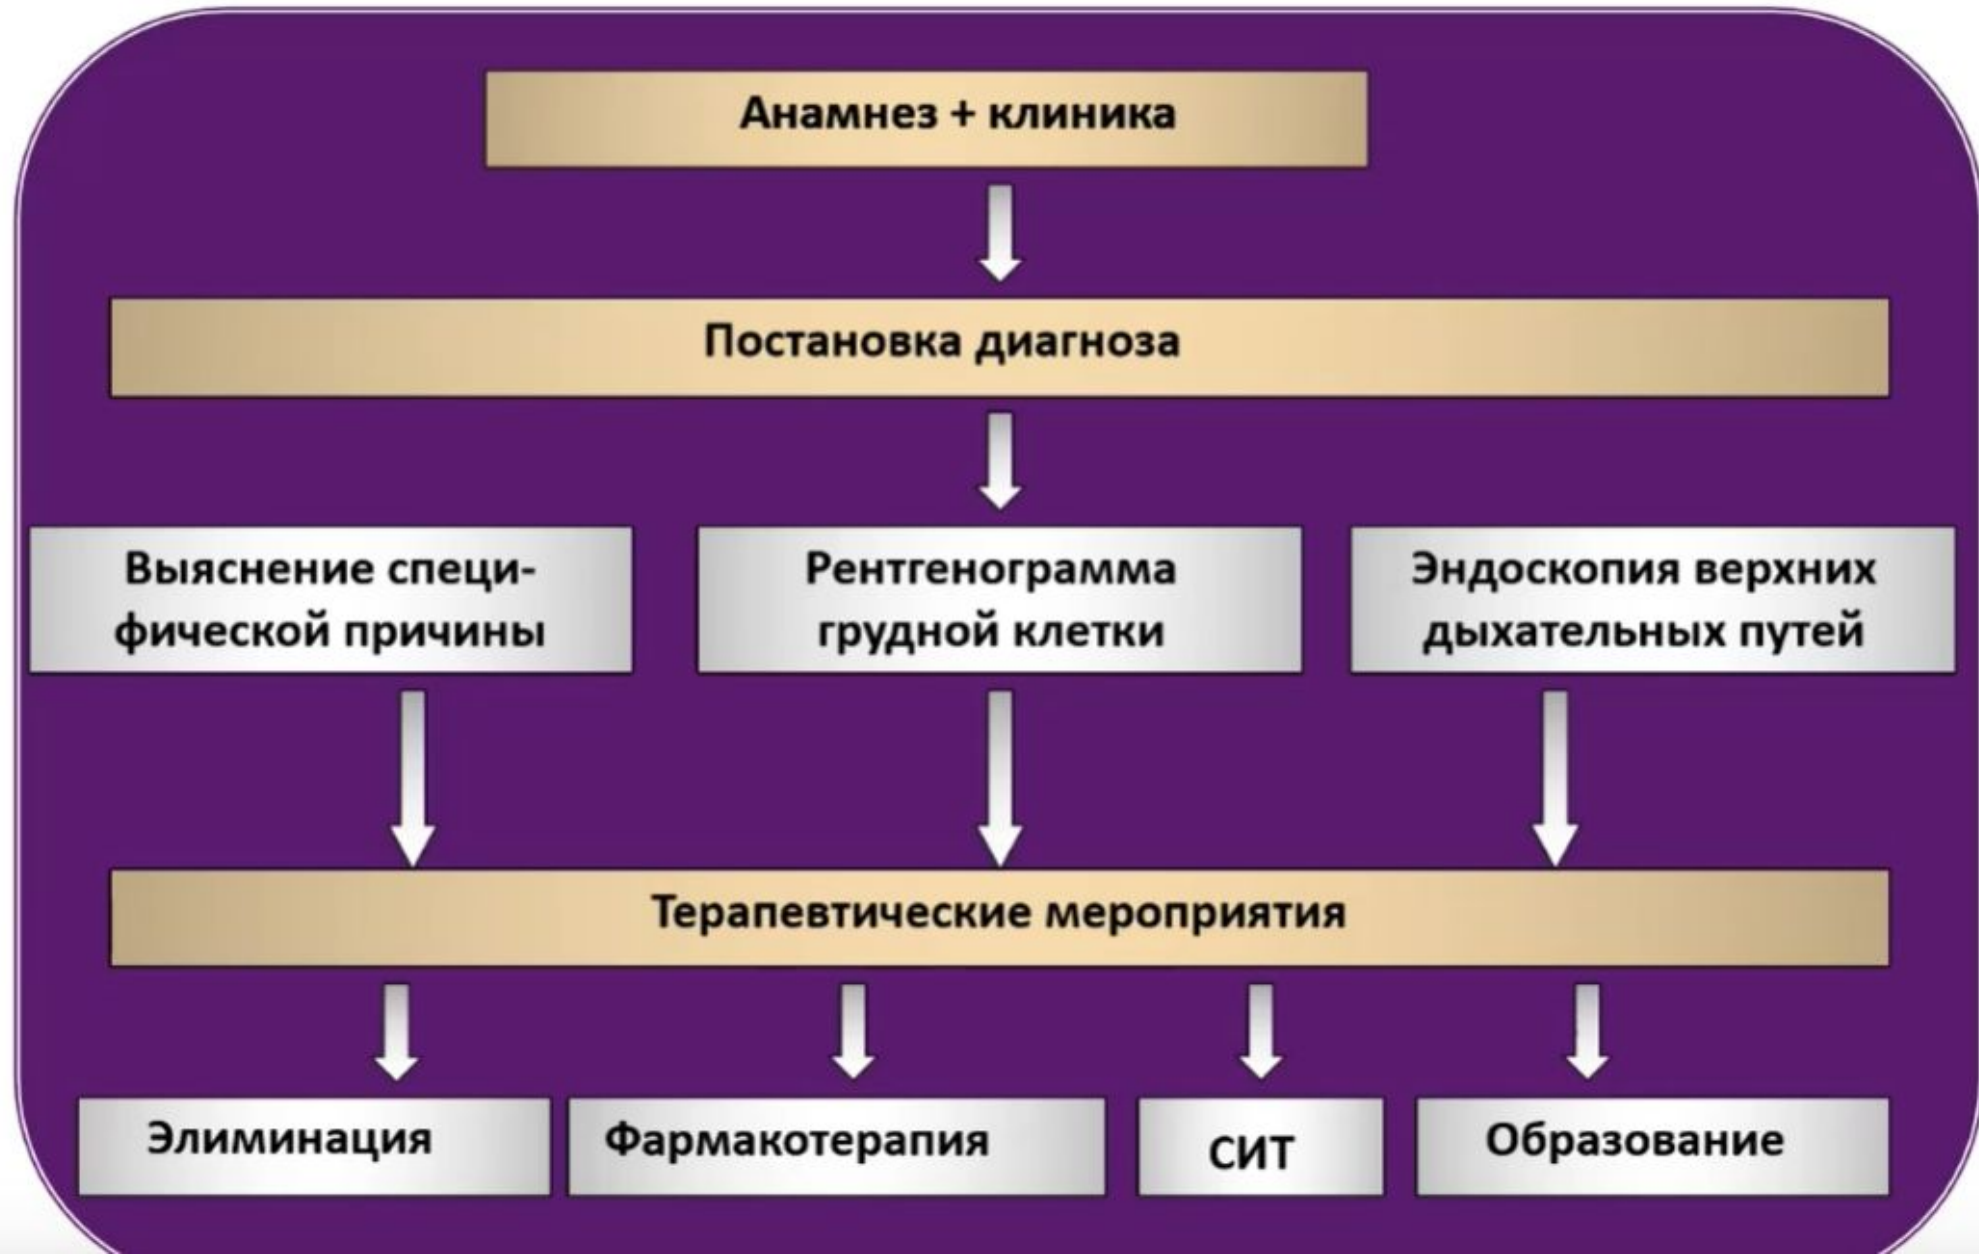 Анамнез + клиника
Постановка диагноза
Выяснение специ-
фической причины
Рентгенограмма
грудной клетки
Эндоскопия верхних
дыхательных путей
Терапевтические мероприятия
Элиминация
Фармакотерапия
СИТ
Образование